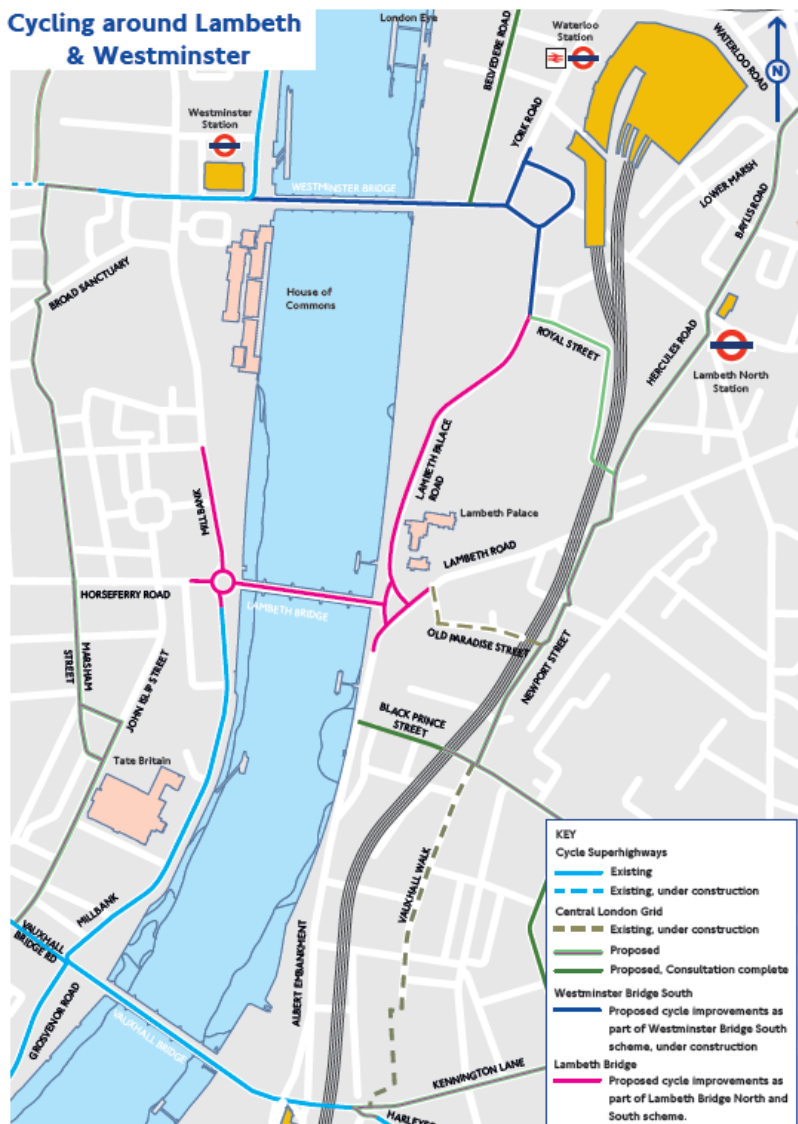 Cycling around Lambeth
& Westminster
London Eye
BELVEDERE ROAD
Waterloo
Station
WATERLOO ROAD
N
Westminster
Station
YORK ROAD
WESTMINSTER BRIDGE
LOWER MARSH
BAYLIS ROAD
BROAD SANCTUARY
House of
Commons
ROYAL STREET
HERCULES ROAD
Lambeth North
Station
LAMBETH PALACE
ROAD
MILLBANK
Lambeth Palace
LAMBETH ROAD
HORSEFERRY ROAD
LAMBETH BRIDGE
OLD PARADISE STREET
NEWPORT STREET
MARSHAM
STREET
JOHN ISLIP STREET
BLACK PRINCE
STREET
Tate Britain
VAUXHALL WALK
MILLBANK
VAUXHALL
BRIDGE RD
ALBERT EMBANKMENT
GROSVENOR ROAD
VAUXHALL BRIDGE
KENNINGTON LANE
KEY
Cycle Superhighways
Existing
Existing, under construction
Central London Grid
Existing, under construction
Proposed
Proposed, Consultation complete
Westminster Bridge South
Proposed cycle improvements as
part of Westminster Bridge South
scheme, under construction
Lambeth Bridge
Proposed cycle improvements as
part of Lambeth Bridge North and
South scheme.